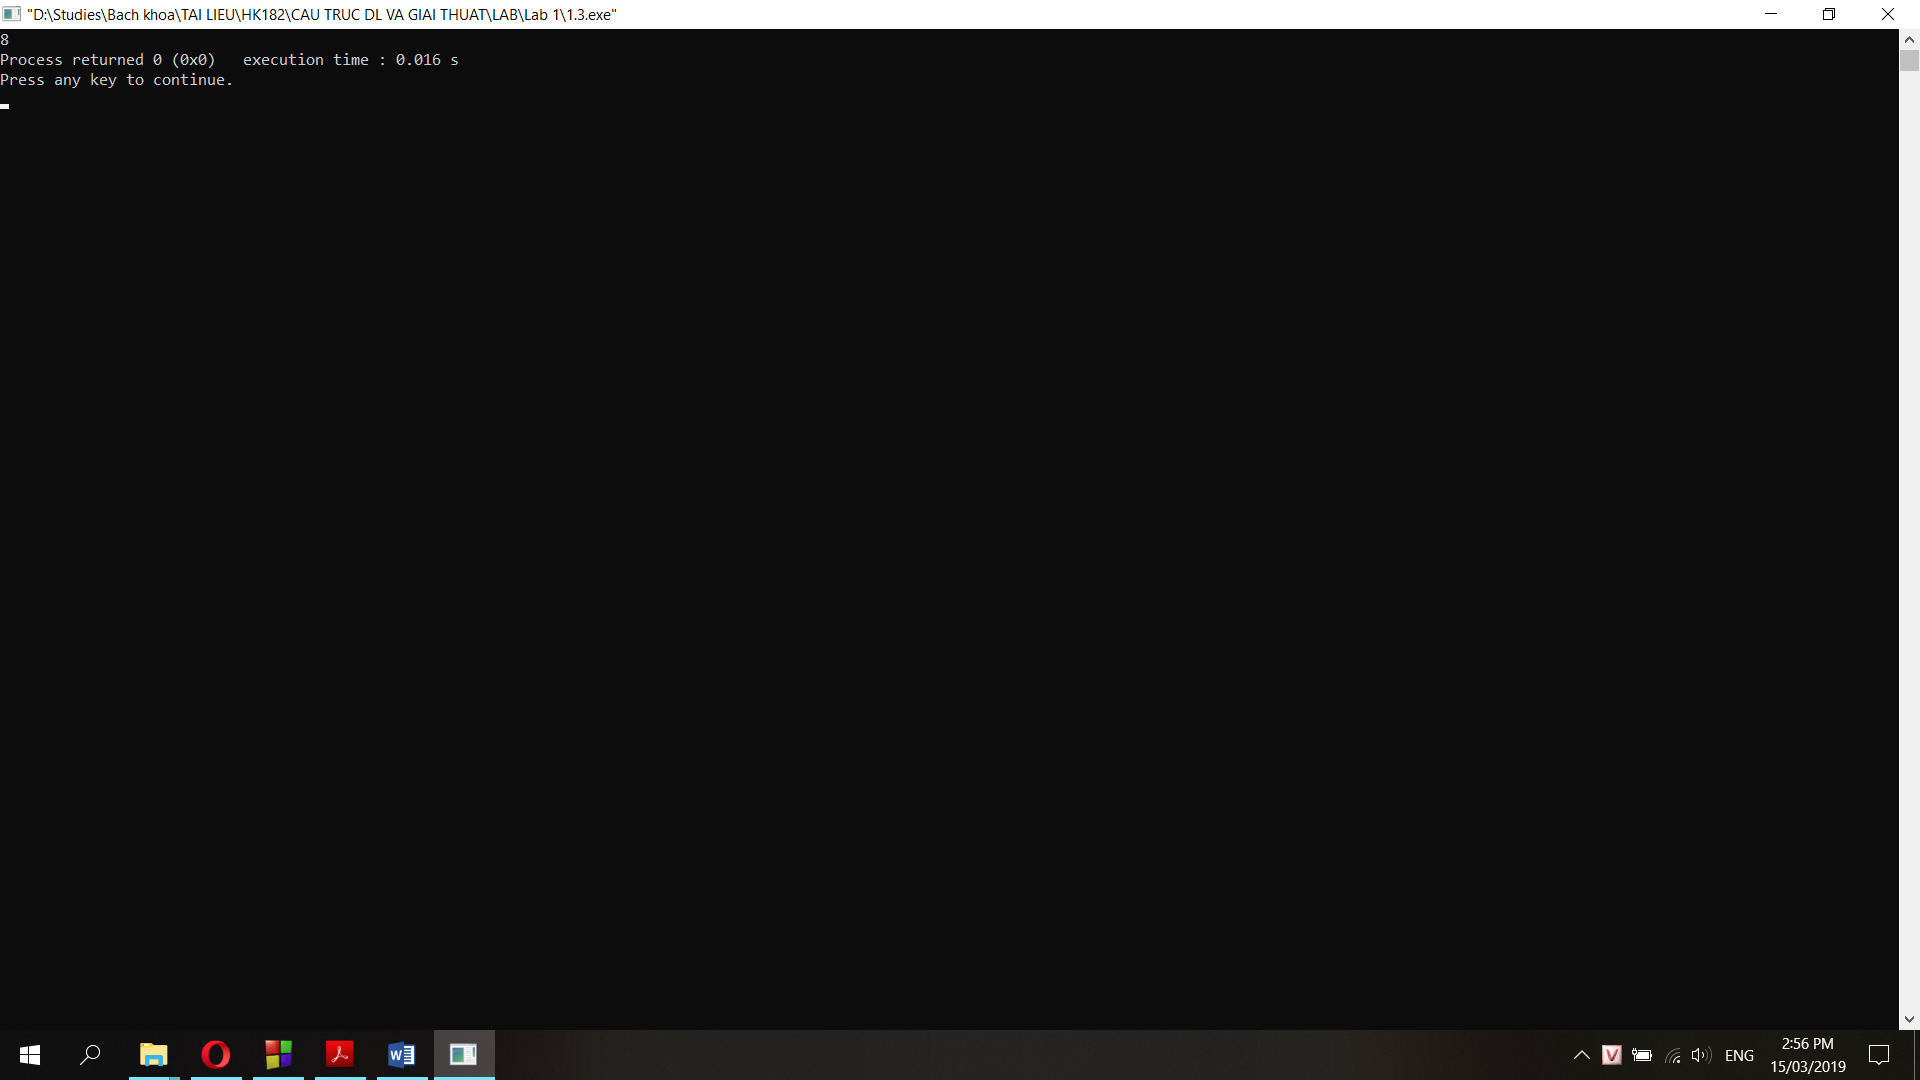 "D:\Studies\Bach khoa\TAI LIEU\HK182\CAU TRUC DL VA GIAI THUAT\LAB\Lab 1\1.3.exe"
8
Process returned 0 (0x0)   execution time : 0.016 s
Press any key to continue.
ENG
2:56 PM
15/03/2019